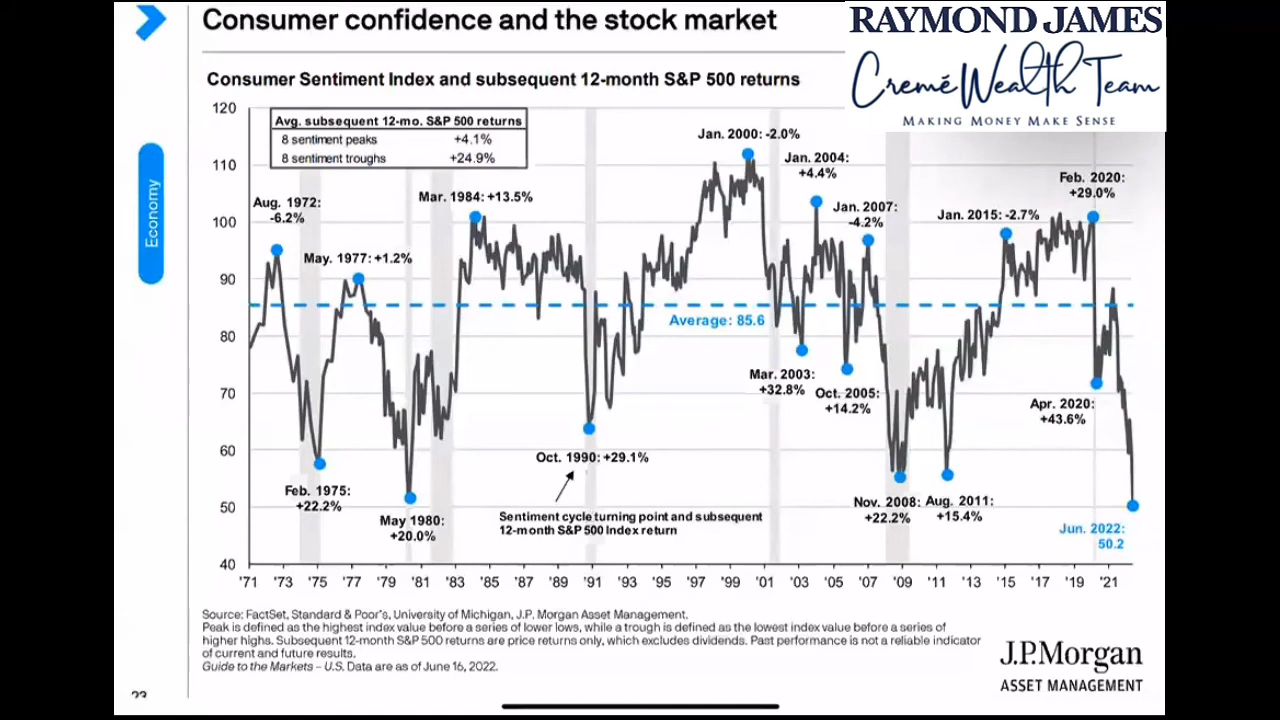 Consumer confidence and the stock market
RAYMOND JAMES
Cremé Wealth Team
MAKING MONEY MAKE SENSE
Consumer Sentiment Index and subsequent 12-month S&P 500 returns
Economy
120
110
100
90
80
70
60
50
40
Avg. subsequent 12-mo. S&P 500 returns
8 sentiment peaks +4.1%
8 sentiment troughs +24.9%
Aug. 1972:
-6.2%
May. 1977: +1.2%
Mar. 1984: +13.5%
Jan. 2000: -2.0%
Jan. 2004:
+4.4%
Jan. 2007:
-4.2%
Jan. 2015: -2.7%
Feb. 2020:
+29.0%
Average: 85.6
Feb. 1975:
+22.2%
May 1980:
+20.0%
Oct. 1990: +29.1%
Mar. 2003:
+32.8%
Oct. 2005:
+14.2%
Nov. 2008:
+22.2%
Aug. 2011:
+15.4%
Apr. 2020:
+43.6%
Jun. 2022:
50.2
Sentiment cycle turning point and subsequent
12-month S&P 500 Index return
'71 '73 '75 '77 '79 '81 '83 '85 '87 '89 '91 '93 '95 '97 '99 '01 '03 '05 '07 '09 '11 '13 '15 '17 '19 '21
Source: FactSet, Standard & Poor's, University of Michigan, J.P. Morgan Asset Management.
Peak is defined as the highest index value before a series of lower lows, while a trough is defined as the lowest index value before a series of
higher highs. Subsequent 12-month S&P 500 returns are price returns only, which excludes dividends. Past performance is not a reliable indicator
of current and future results.
Guide to the Markets – U.S. Data are as of June 16, 2022.
J.P.Morgan
ASSET MANAGEMENT